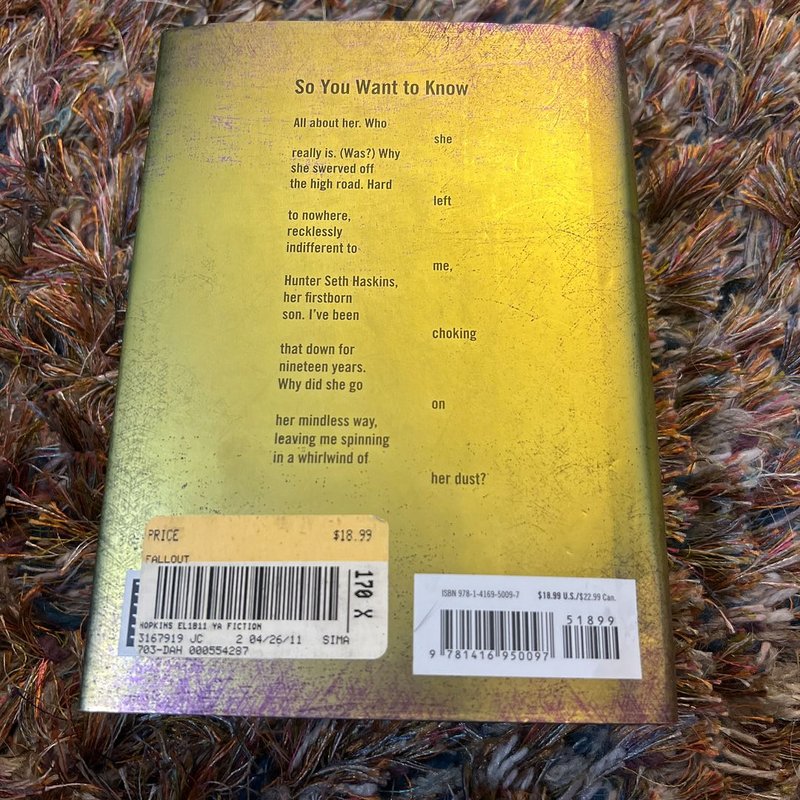 So You Want to Know
All about her. Who
she
really is. (Was?) Why
she swerved off
the high road. Hard
left
to nowhere,
recklessly
indifferent to
me,
Hunter Seth Haskins,
her firstborn
son. I've been
choking
that down for
nineteen years.
Why did she go
on
her mindless way,
leaving me spinning
in a whirlwind of
her dust?
PRICE $18.99
FALLOUT
170 X
HOPKINS EL1011 YA FICTION
3167919 JC 2 04/26/11 SIMA
703-DAH 000554287
ISBN 978-1-4169-5009-7 $18.99 U.S./$22.99 Can.
51899
9 781416 950097